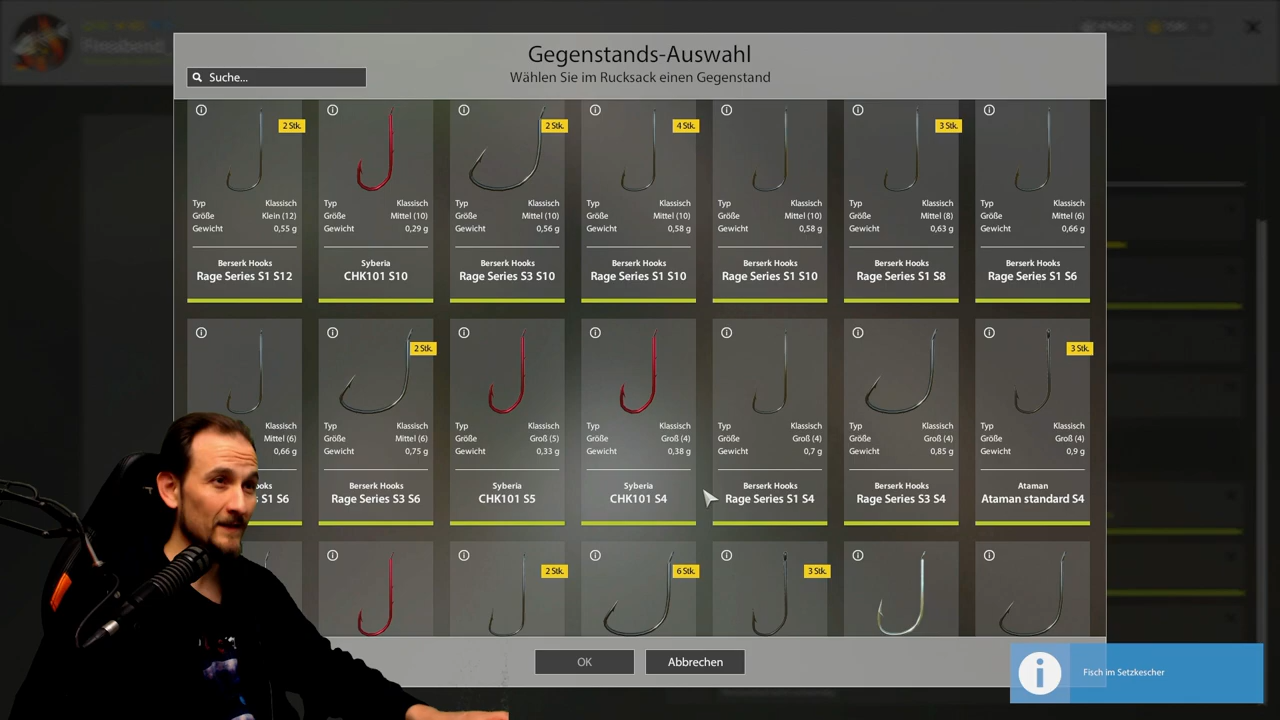 Gegenstands-Auswahl
Wählen Sie im Rucksack einen Gegenstand
Suche...
2 Stk.
Typ Klassisch
Größe Klein (12)
Gewicht 0,55 g
Berserk Hooks
Rage Series S1 S12
Typ Klassisch
Größe Mittel (10)
Gewicht 0,29 g
Syberia
CHK101 S10
2 Stk.
Typ Klassisch
Größe Mittel (10)
Gewicht 0,56 g
Berserk Hooks
Rage Series S3 S10
4 Stk.
Typ Klassisch
Größe Mittel (10)
Gewicht 0,58 g
Berserk Hooks
Rage Series S1 S10
Typ Klassisch
Größe Mittel (10)
Gewicht 0,58 g
Berserk Hooks
Rage Series S1 S10
3 Stk.
Typ Klassisch
Größe Mittel (8)
Gewicht 0,63 g
Berserk Hooks
Rage Series S1 S8
Typ Klassisch
Größe Mittel (6)
Gewicht 0,66 g
Berserk Hooks
Rage Series S1 S6
Klassisch
Mittel (6)
0,66 g
S1 S6
2 Stk.
Typ Klassisch
Größe Mittel (6)
Gewicht 0,75 g
Berserk Hooks
Rage Series S3 S6
Typ Klassisch
Größe Groß (5)
Gewicht 0,33 g
Syberia
CHK101 S5
Typ Klassisch
Größe Groß (4)
Gewicht 0,38 g
Syberia
CHK101 S4
Typ Klassisch
Größe Groß (4)
Gewicht 0,7 g
Berserk Hooks
Rage Series S1 S4
Typ Klassisch
Größe Groß (4)
Gewicht 0,85 g
Berserk Hooks
Rage Series S3 S4
3 Stk.
Typ Klassisch
Größe Groß (4)
Gewicht 0,9 g
Ataman
Ataman standard S4
2 Stk.
6 Stk.
3 Stk.
OK
Abbrechen
Fisch im Setzkescher